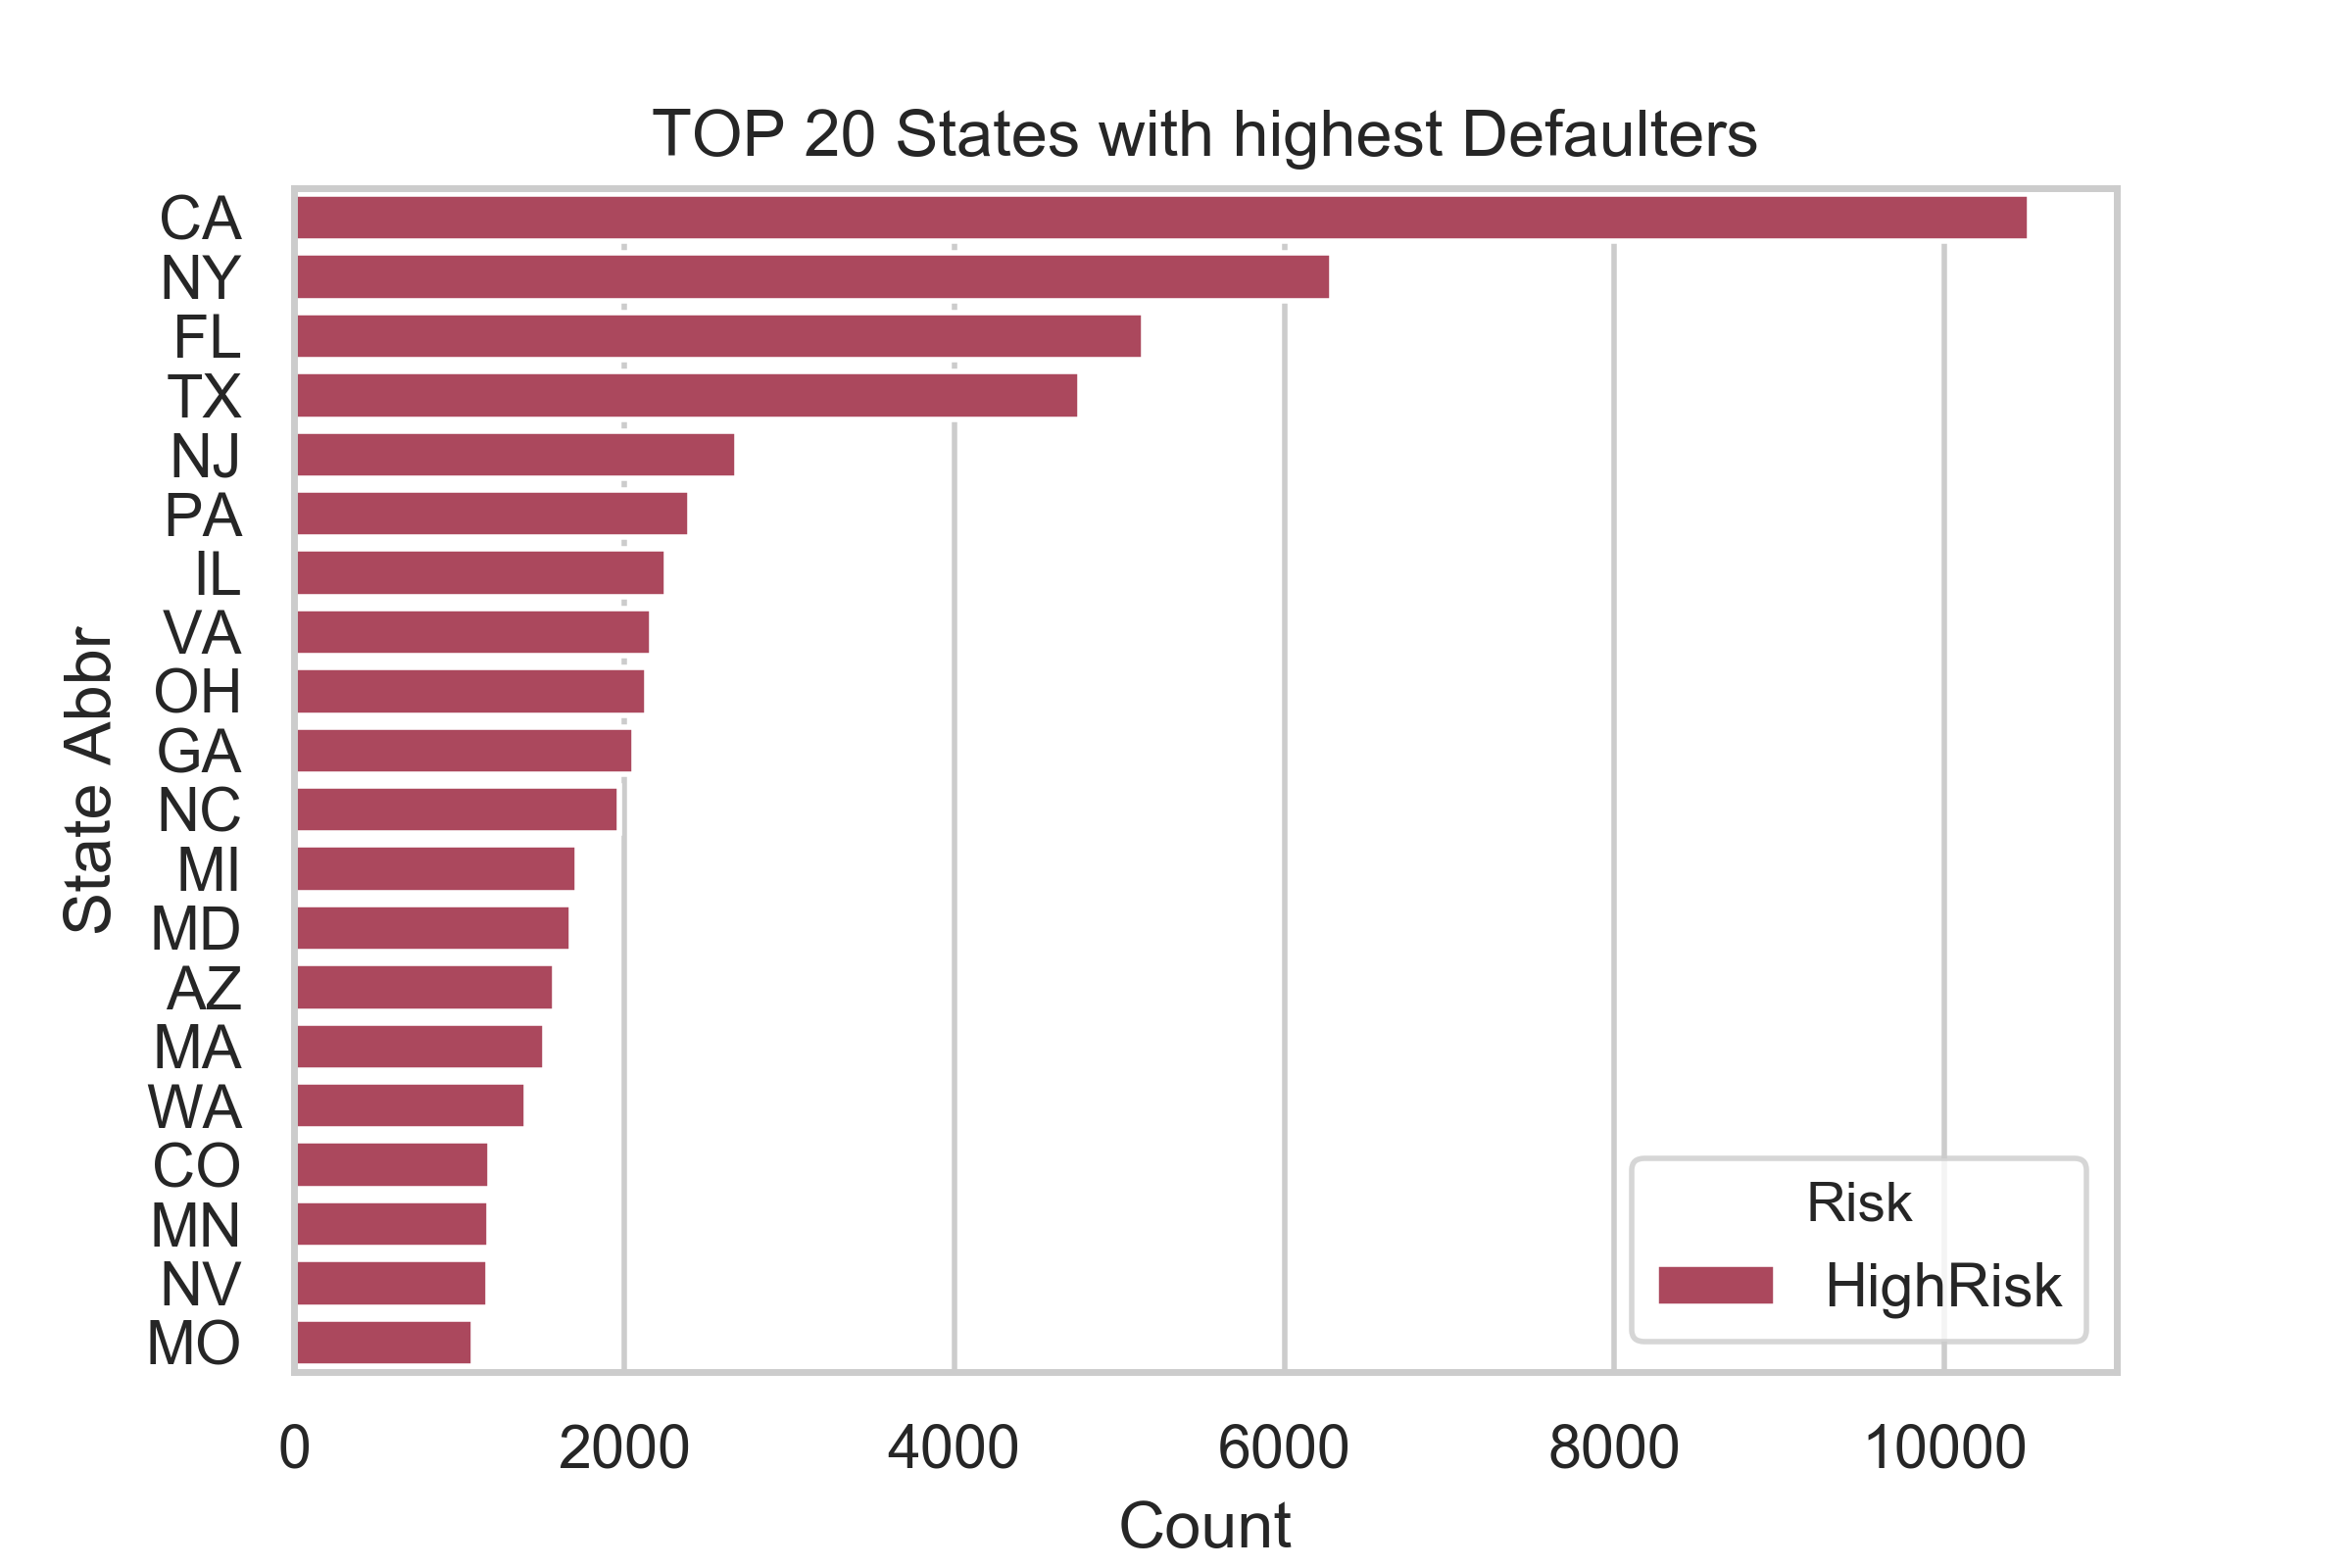 TOP 20 States with highest Defaulters
CA
NY
FL
TX
NJ
PA
IL
VA
OH
GA
NC
MI
MD
AZ
MA
WA
CO
MN
NV
MO
State Abbr
Risk
HighRisk
0 2000 4000 6000 8000 10000
Count